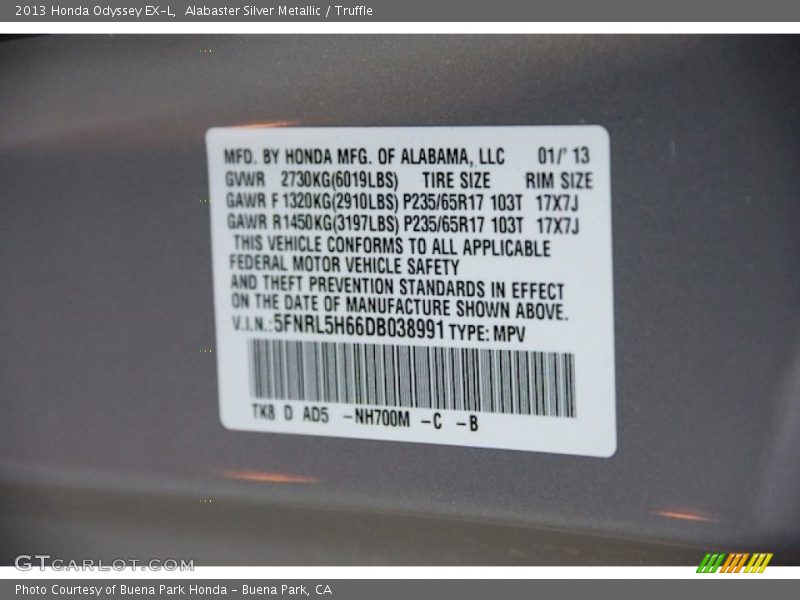 2013 Honda Odyssey EX-L,  Alabaster Silver Metallic / Truffle
MFD. BY HONDA MFG. OF ALABAMA, LLC 01/' 13
GVWR 2730KG(6019LBS) TIRE SIZE RIM SIZE
GAWR F 1320KG(2910LBS) P235/65R17 103T 17X7J
GAWR R1450KG(3197LBS) P235/65R17 103T 17X7J
THIS VEHICLE CONFORMS TO ALL APPLICABLE
FEDERAL MOTOR VEHICLE SAFETY
AND THEFT PREVENTION STANDARDS IN EFFECT
ON THE DATE OF MANUFACTURE SHOWN ABOVE.
V.I.N.:5FNRL5H66DB038991 TYPE: MPV
TK8 D AD5 -NH700M -C -B
GTCARLOT.COM
Photo Courtesy of Buena Park Honda - Buena Park, CA